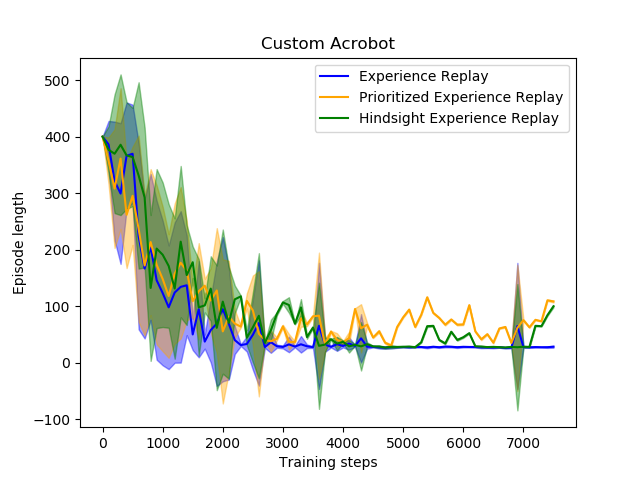 Custom Acrobot
Experience Replay
Prioritized Experience Replay
Hindsight Experience Replay
Episode length
500
400
300
200
100
0
−100
0 1000 2000 3000 4000 5000 6000 7000
Training steps